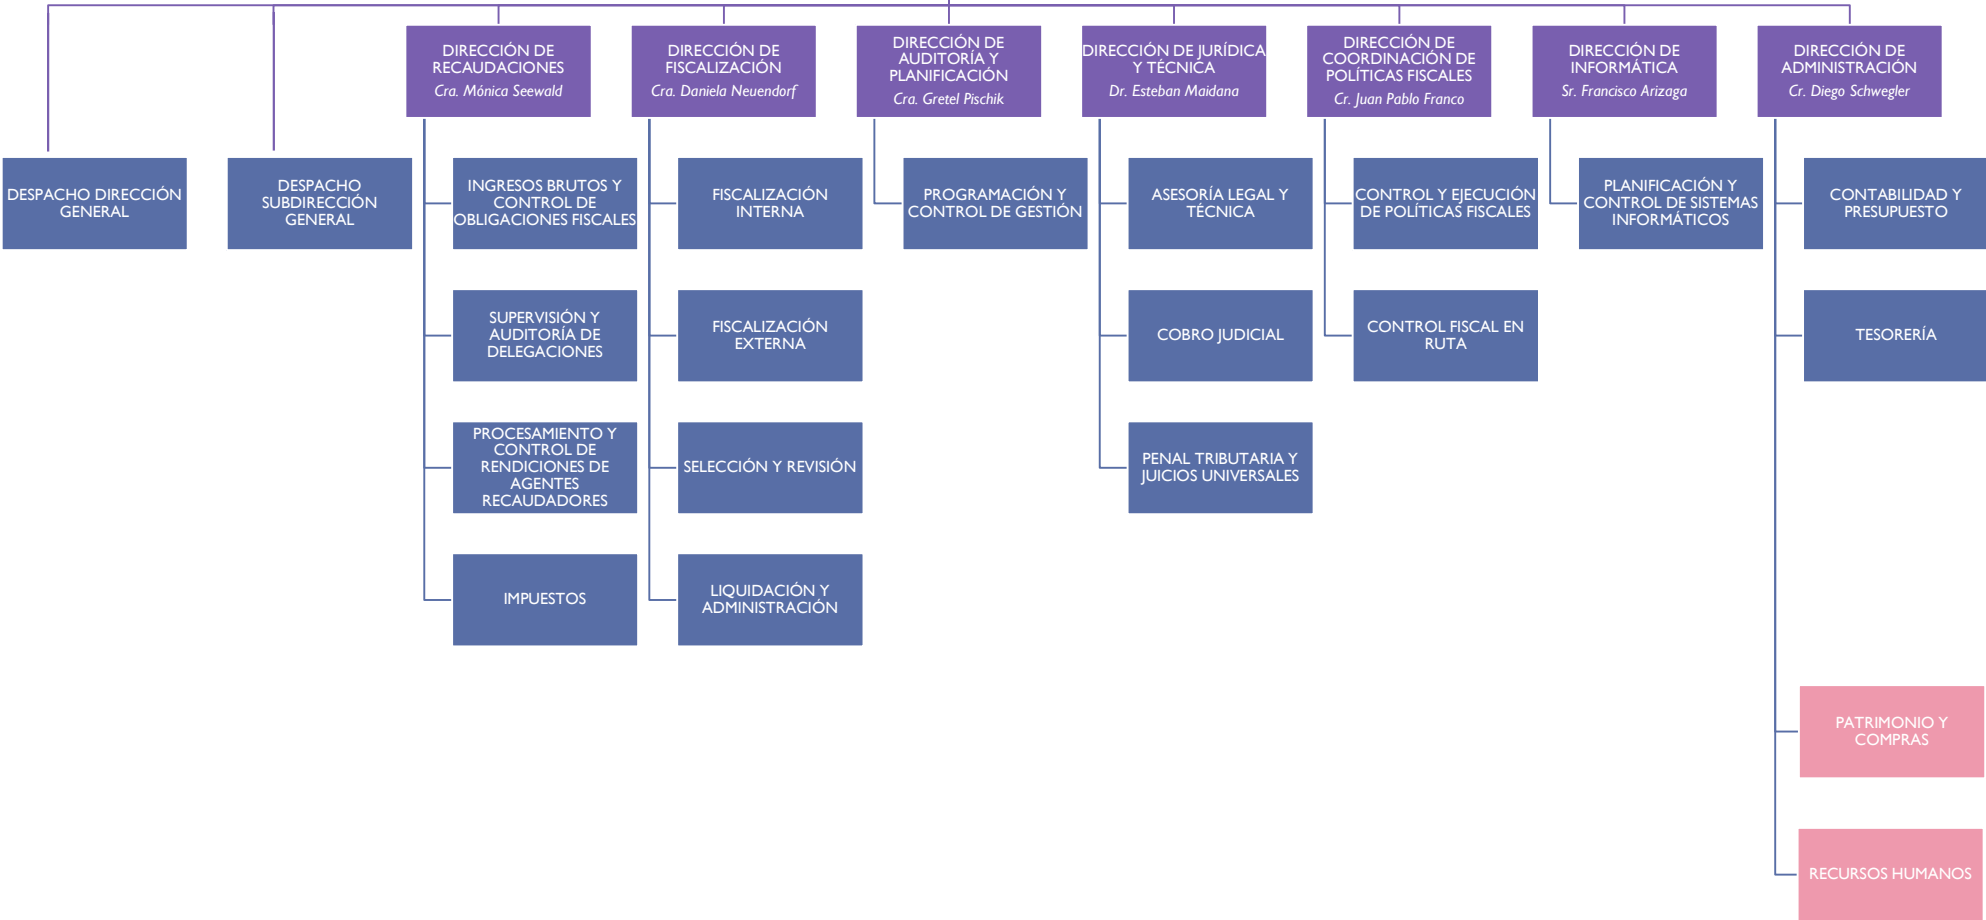 DIRECCIÓN DE
RECAUDACIONES
Cra. Mónica Seewald
DIRECCIÓN DE
FISCALIZACIÓN
Cra. Daniela Neuendorf
DIRECCIÓN DE
AUDITORÍA Y
PLANIFICACIÓN
Cra. Gretel Pischik
DIRECCIÓN DE JURÍDICA
Y TÉCNICA
Dr. Esteban Maidana
DIRECCIÓN DE
COORDINACIÓN DE
POLÍTICAS FISCALES
Cr. Juan Pablo Franco
DIRECCIÓN DE
INFORMÁTICA
Sr. Francisco Arizaga
DIRECCIÓN DE
ADMINISTRACIÓN
Cr. Diego Schwegler
DESPACHO DIRECCIÓN
GENERAL
DESPACHO
SUBDIRECCIÓN
GENERAL
INGRESOS BRUTOS Y
CONTROL DE
OBLIGACIONES FISCALES
FISCALIZACIÓN
INTERNA
PROGRAMACIÓN Y
CONTROL DE GESTIÓN
ASESORÍA LEGAL Y
TÉCNICA
CONTROL Y EJECUCIÓN
DE POLÍTICAS FISCALES
PLANIFICACIÓN Y
CONTROL DE SISTEMAS
INFORMÁTICOS
CONTABILIDAD Y
PRESUPUESTO
SUPERVISIÓN Y
AUDITORÍA DE
DELEGACIONES
FISCALIZACIÓN
EXTERNA
COBRO JUDICIAL
CONTROL FISCAL EN
RUTA
TESORERÍA
PROCESAMIENTO Y
CONTROL DE
RENDICIONES DE
AGENTES
RECAUDADORES
SELECCIÓN Y REVISIÓN
PENAL TRIBUTARIA Y
JUICIOS UNIVERSALES
IMPUESTOS
LIQUIDACIÓN Y
ADMINISTRACIÓN
PATRIMONIO Y
COMPRAS
RECURSOS HUMANOS